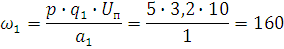 ω₁ = (p · q₁ · Uп) / a₁ = (5 · 3,2 · 10) / 1 = 160